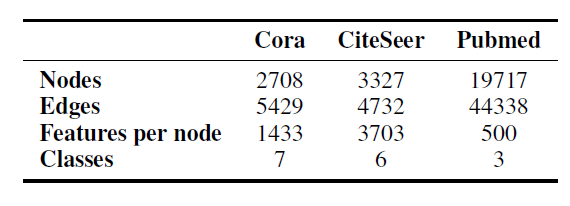 Cora CiteSeer Pubmed
Nodes 2708 3327 19717
Edges 5429 4732 44338
Features per node 1433 3703 500
Classes 7 6 3